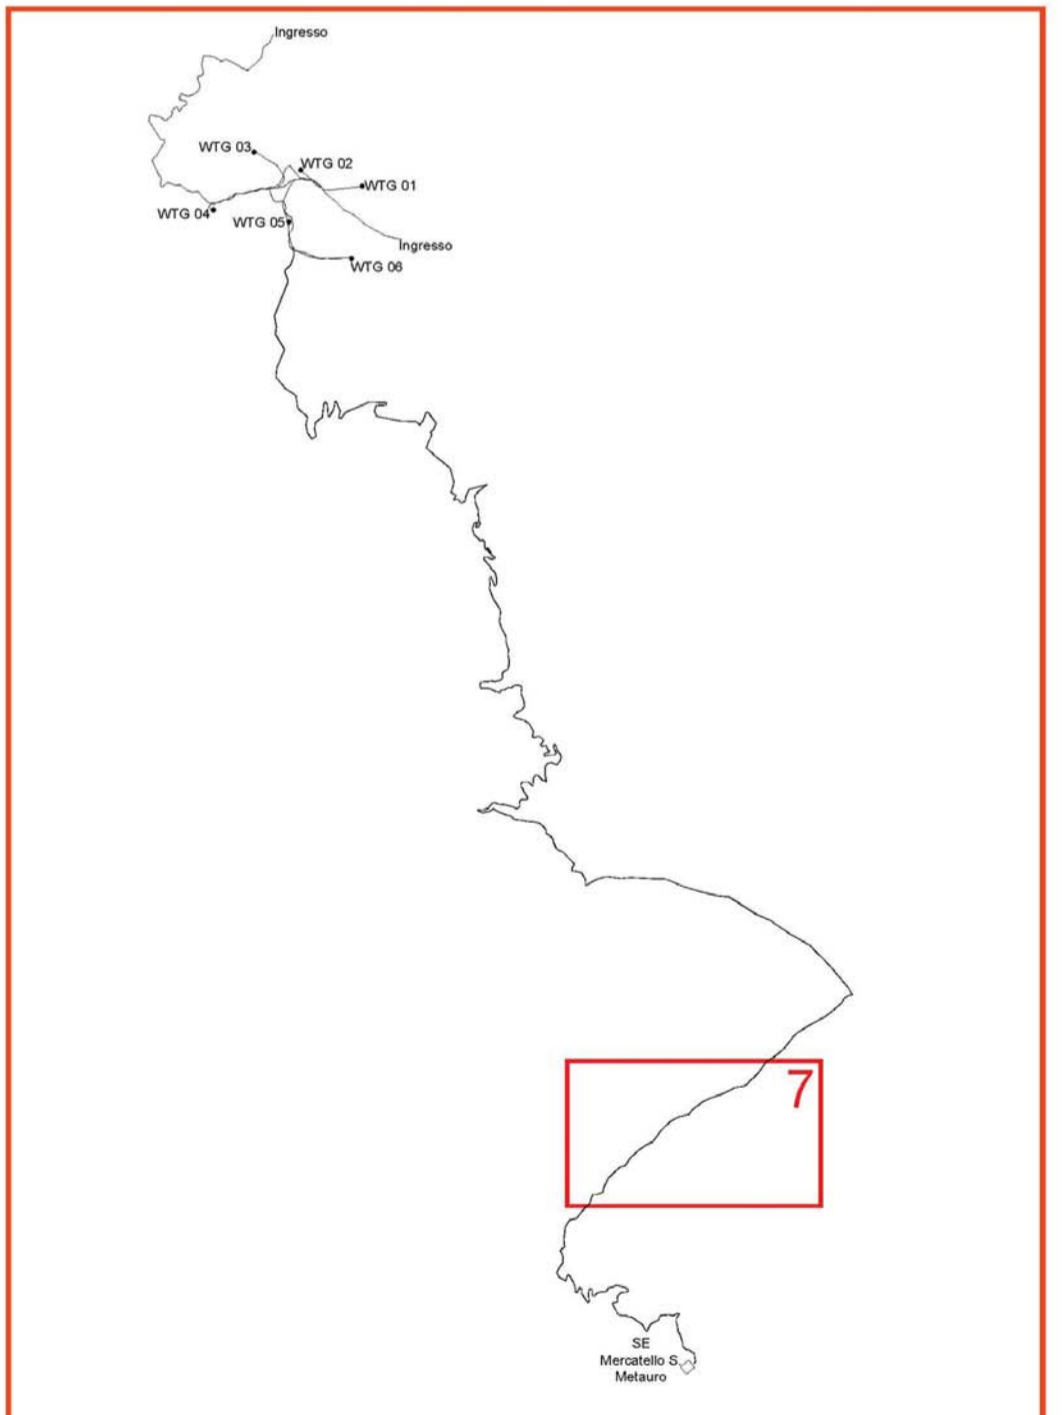 Ingresso
WTG 03
WTG 02
WTG 01
WTG 04
WTG 05
Ingresso
WTG 06
7
SE
Mercatello S.
Metauro